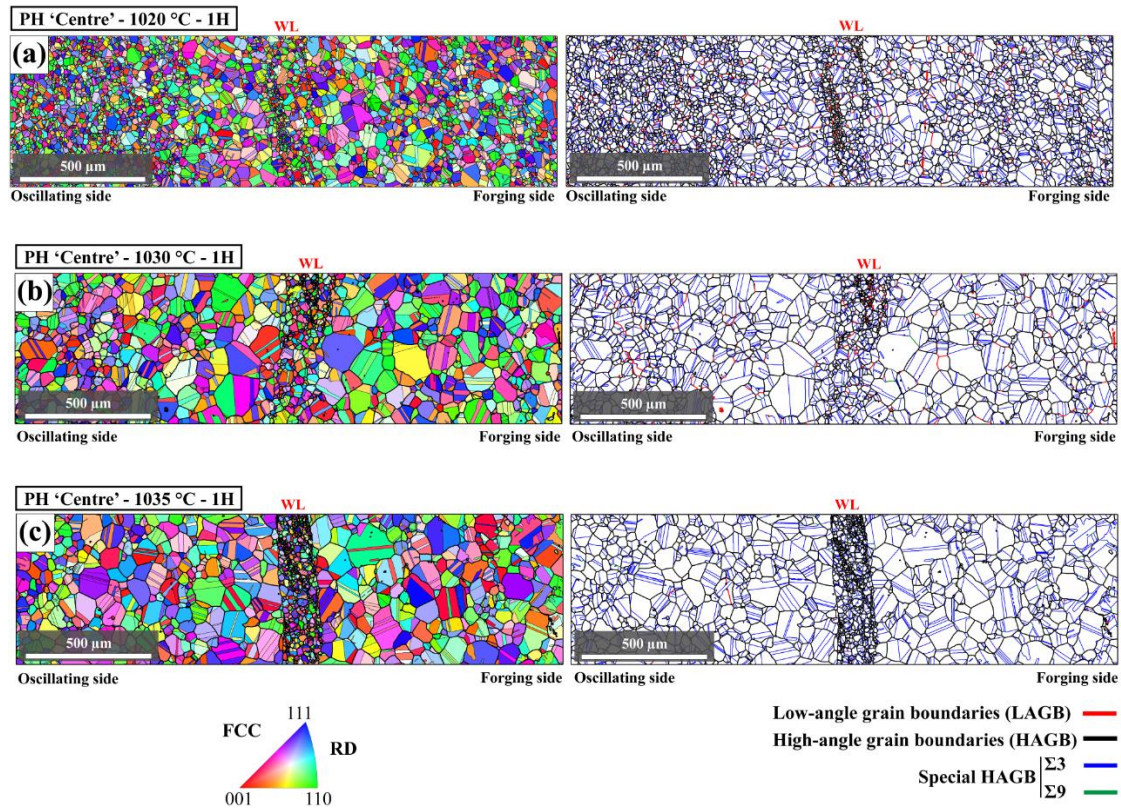 PH ‘Centre’ - 1020 °C - 1H
WL
WL
(a)
500 µm
500 µm
Oscillating side
Forging side
Oscillating side
Forging side
PH ‘Centre’ - 1030 °C - 1H
WL
WL
(b)
500 µm
500 µm
Oscillating side
Forging side
Oscillating side
Forging side
PH ‘Centre’ - 1035 °C - 1H
WL
WL
(c)
500 µm
500 µm
Oscillating side
Forging side
Oscillating side
Forging side
111
FCC
RD
001
110
Low-angle grain boundaries (LAGB)
High-angle grain boundaries (HAGB)
Special HAGB
Σ3
Σ9